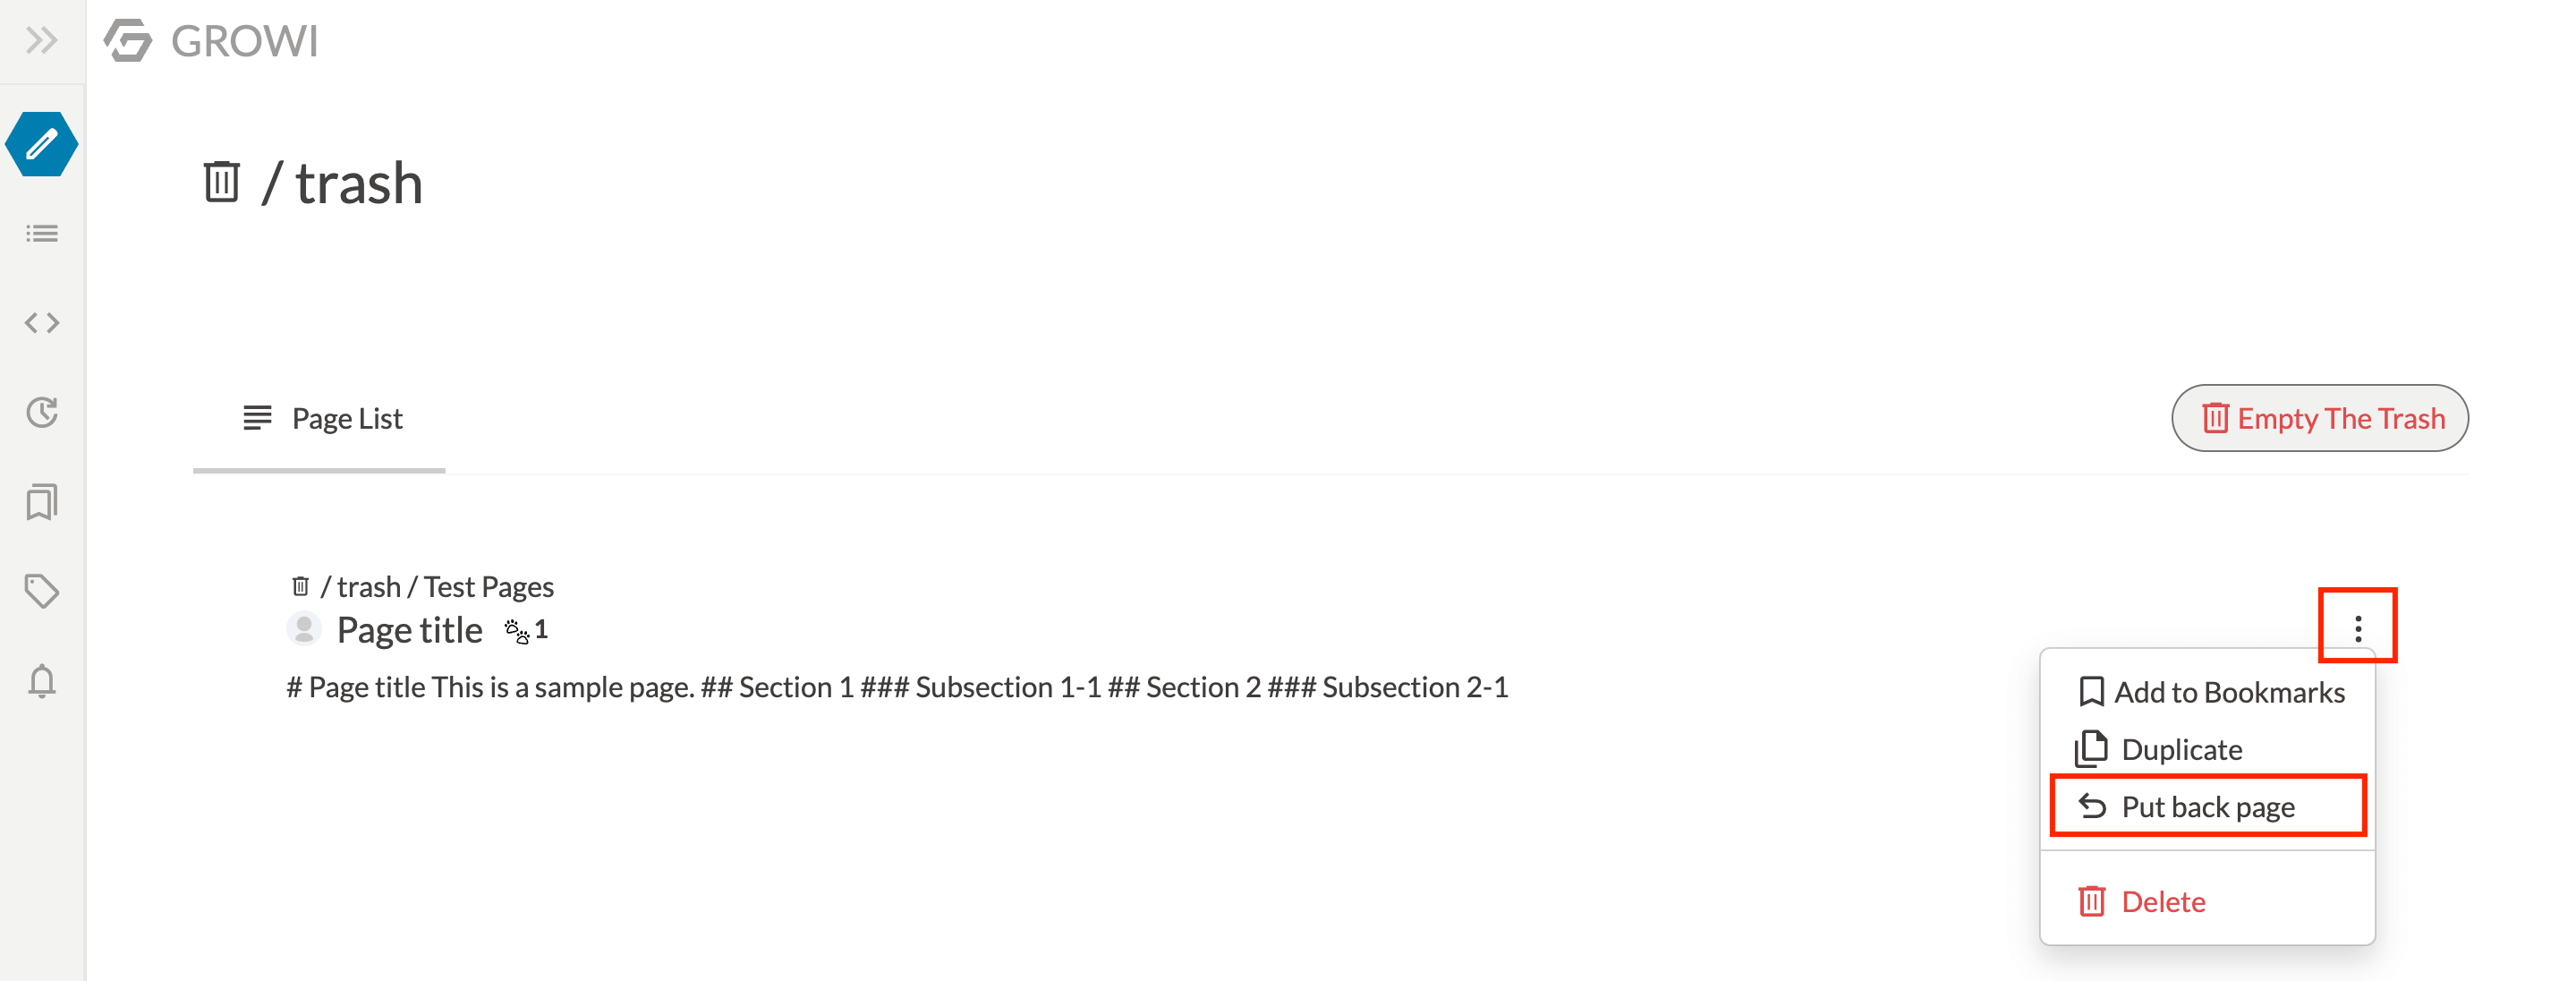 GROWI
/ trash
Page List
Empty The Trash
/ trash / Test Pages
Page title 1
# Page title This is a sample page. ## Section 1 ### Subsection 1-1 ## Section 2 ### Subsection 2-1
Add to Bookmarks
Duplicate
Put back page
Delete